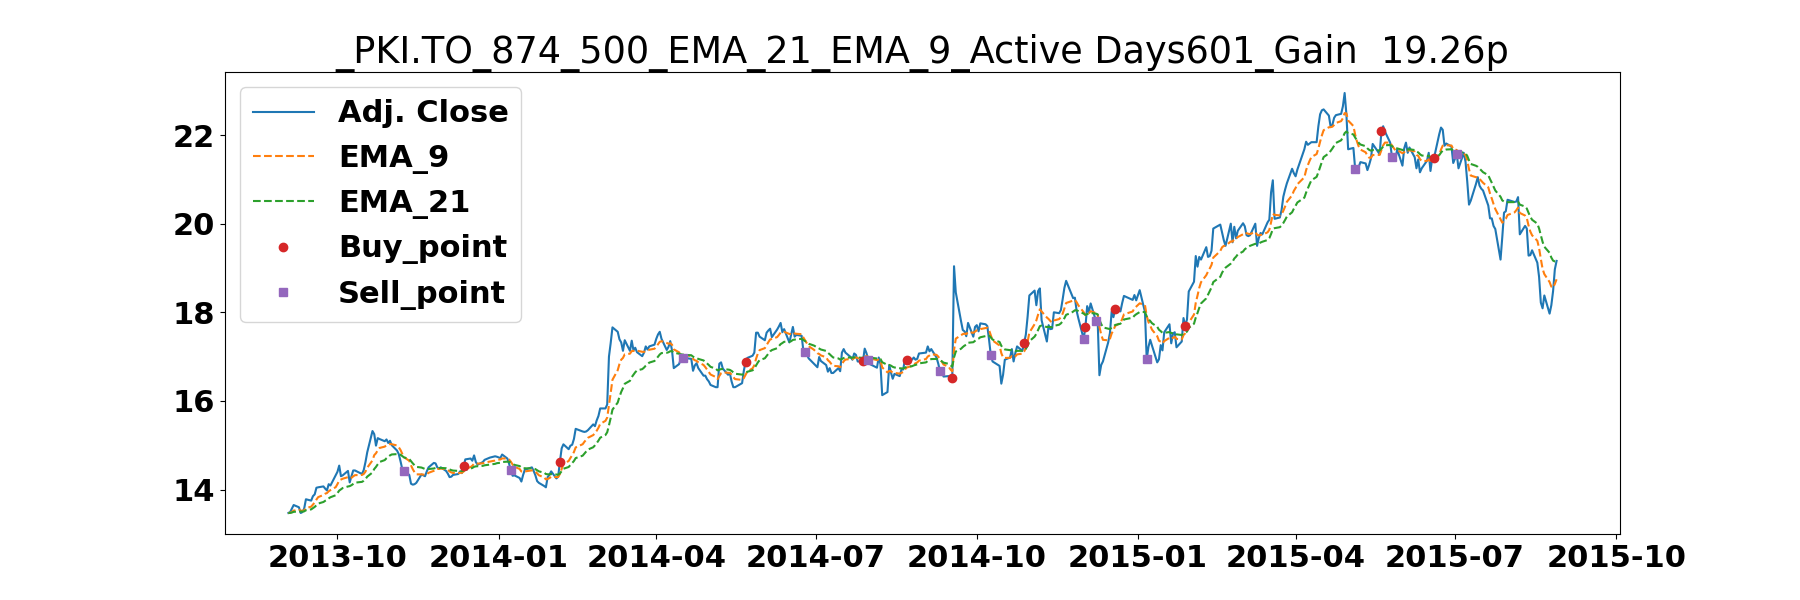 _PKI.TO_874_500_EMA_21_EMA_9_Active Days601_Gain  19.26p
Adj. Close
EMA_9
EMA_21
Buy_point
Sell_point
22
20
18
16
14
2013-10 2014-01 2014-04 2014-07 2014-10 2015-01 2015-04 2015-07 2015-10